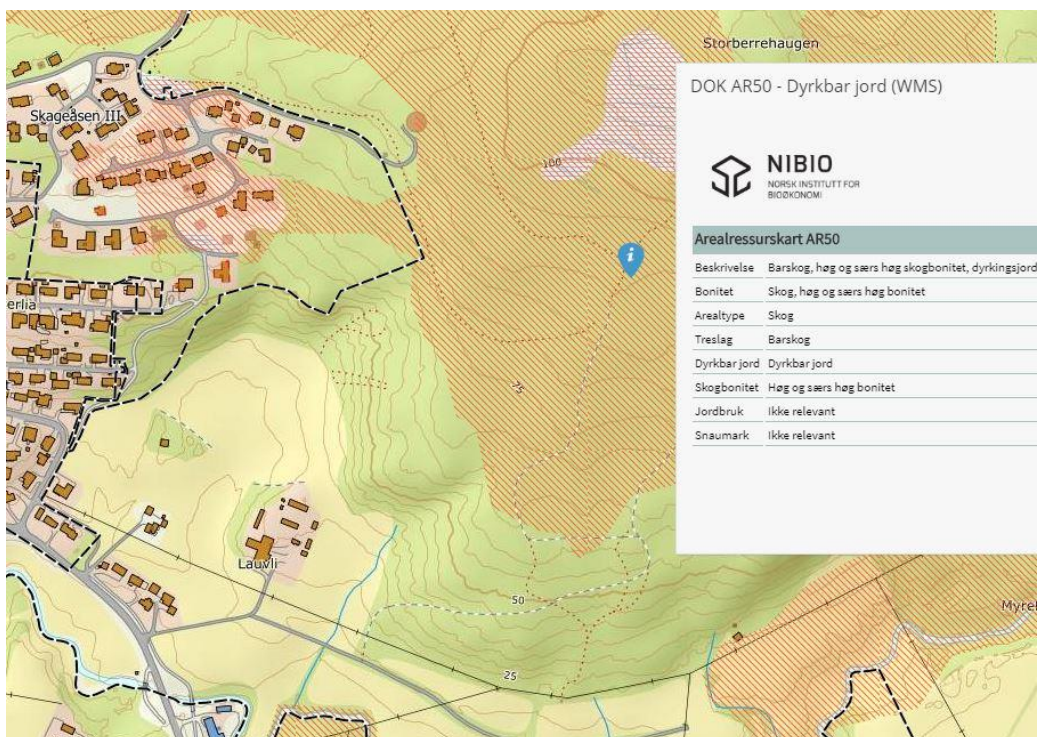 Storberrehaugen
DOK AR50 - Dyrkbar jord (WMS)
Skageåsen III
100
NIBIO
NORSK INSTITUTT FOR
BIOØKONOMI
Arealressurskart AR50
Beskrivelse Barskog, høg og særs høg skogbonitet, dyrkingsjord
Bonitet Skog, høg og særs høg bonitet
Arealtype Skog
Treslag Barskog
Dyrkbar jord Dyrkbar jord
Skogbonitet Høg og særs høg bonitet
Jordbruk Ikke relevant
Snaumark Ikke relevant
erlia
75
Lauvli
50
25
Myre